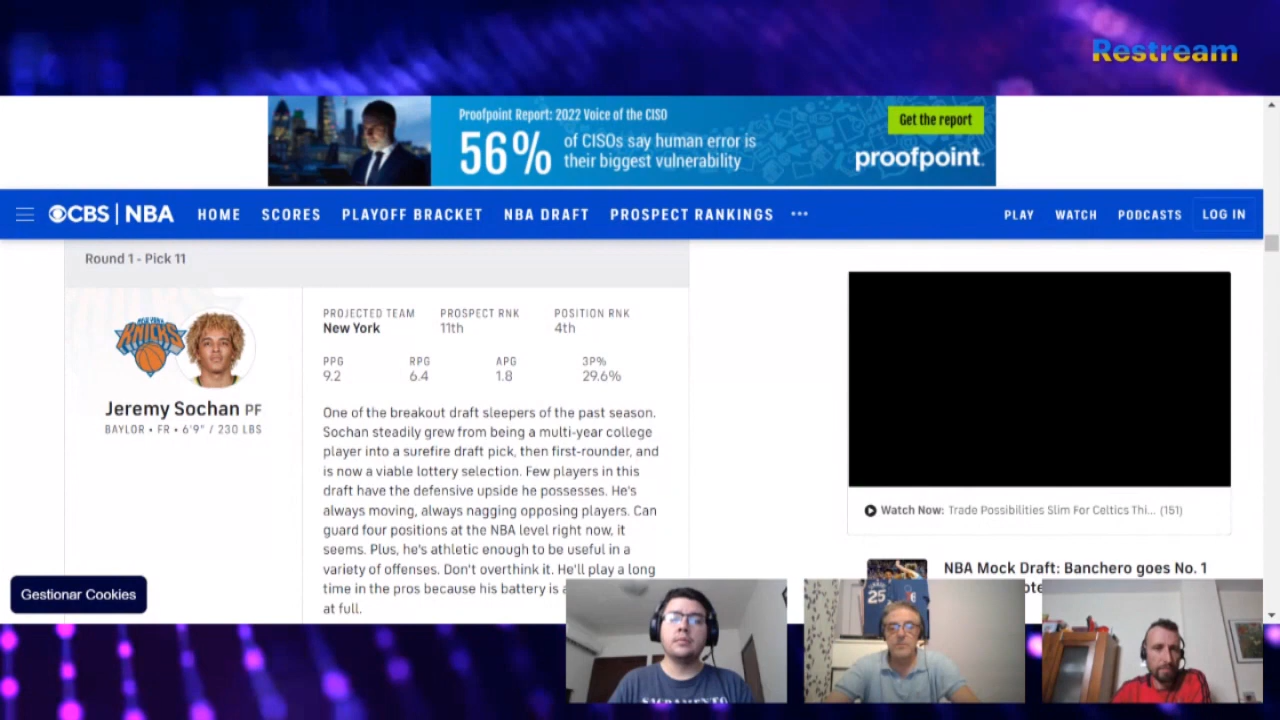 Restream
Proofpoint Report: 2022 Voice of the CISO
56%
of CISOs say human error is
their biggest vulnerability
Get the report
proofpoint.
CBS | NBA HOME SCORES PLAYOFF BRACKET NBA DRAFT PROSPECT RANKINGS ••• PLAY WATCH PODCASTS LOG IN
Round 1 - Pick 11
NEW YORK
KNICKS
Jeremy Sochan PF
BAYLOR • FR • 6'9" / 230 LBS
PROJECTED TEAM PROSPECT RNK POSITION RNK
New York 11th 4th
PPG RPG APG 3P%
9.2 6.4 1.8 29.6%
One of the breakout draft sleepers of the past season.
Sochan steadily grew from being a multi-year college
player into a surefire draft pick, then first-rounder, and
is now a viable lottery selection. Few players in this
draft have the defensive upside he possesses. He's
always moving, always nagging opposing players. Can
guard four positions at the NBA level right now, it
seems. Plus, he's athletic enough to be useful in a
variety of offenses. Don't overthink it. He'll play a long
time in the pros because his battery is a
at full.
Watch Now: Trade Possibilities Slim For Celtics Thi... (151)
NBA Mock Draft: Banchero goes No. 1
Gestionar Cookies
25
6
SACRAMENTO